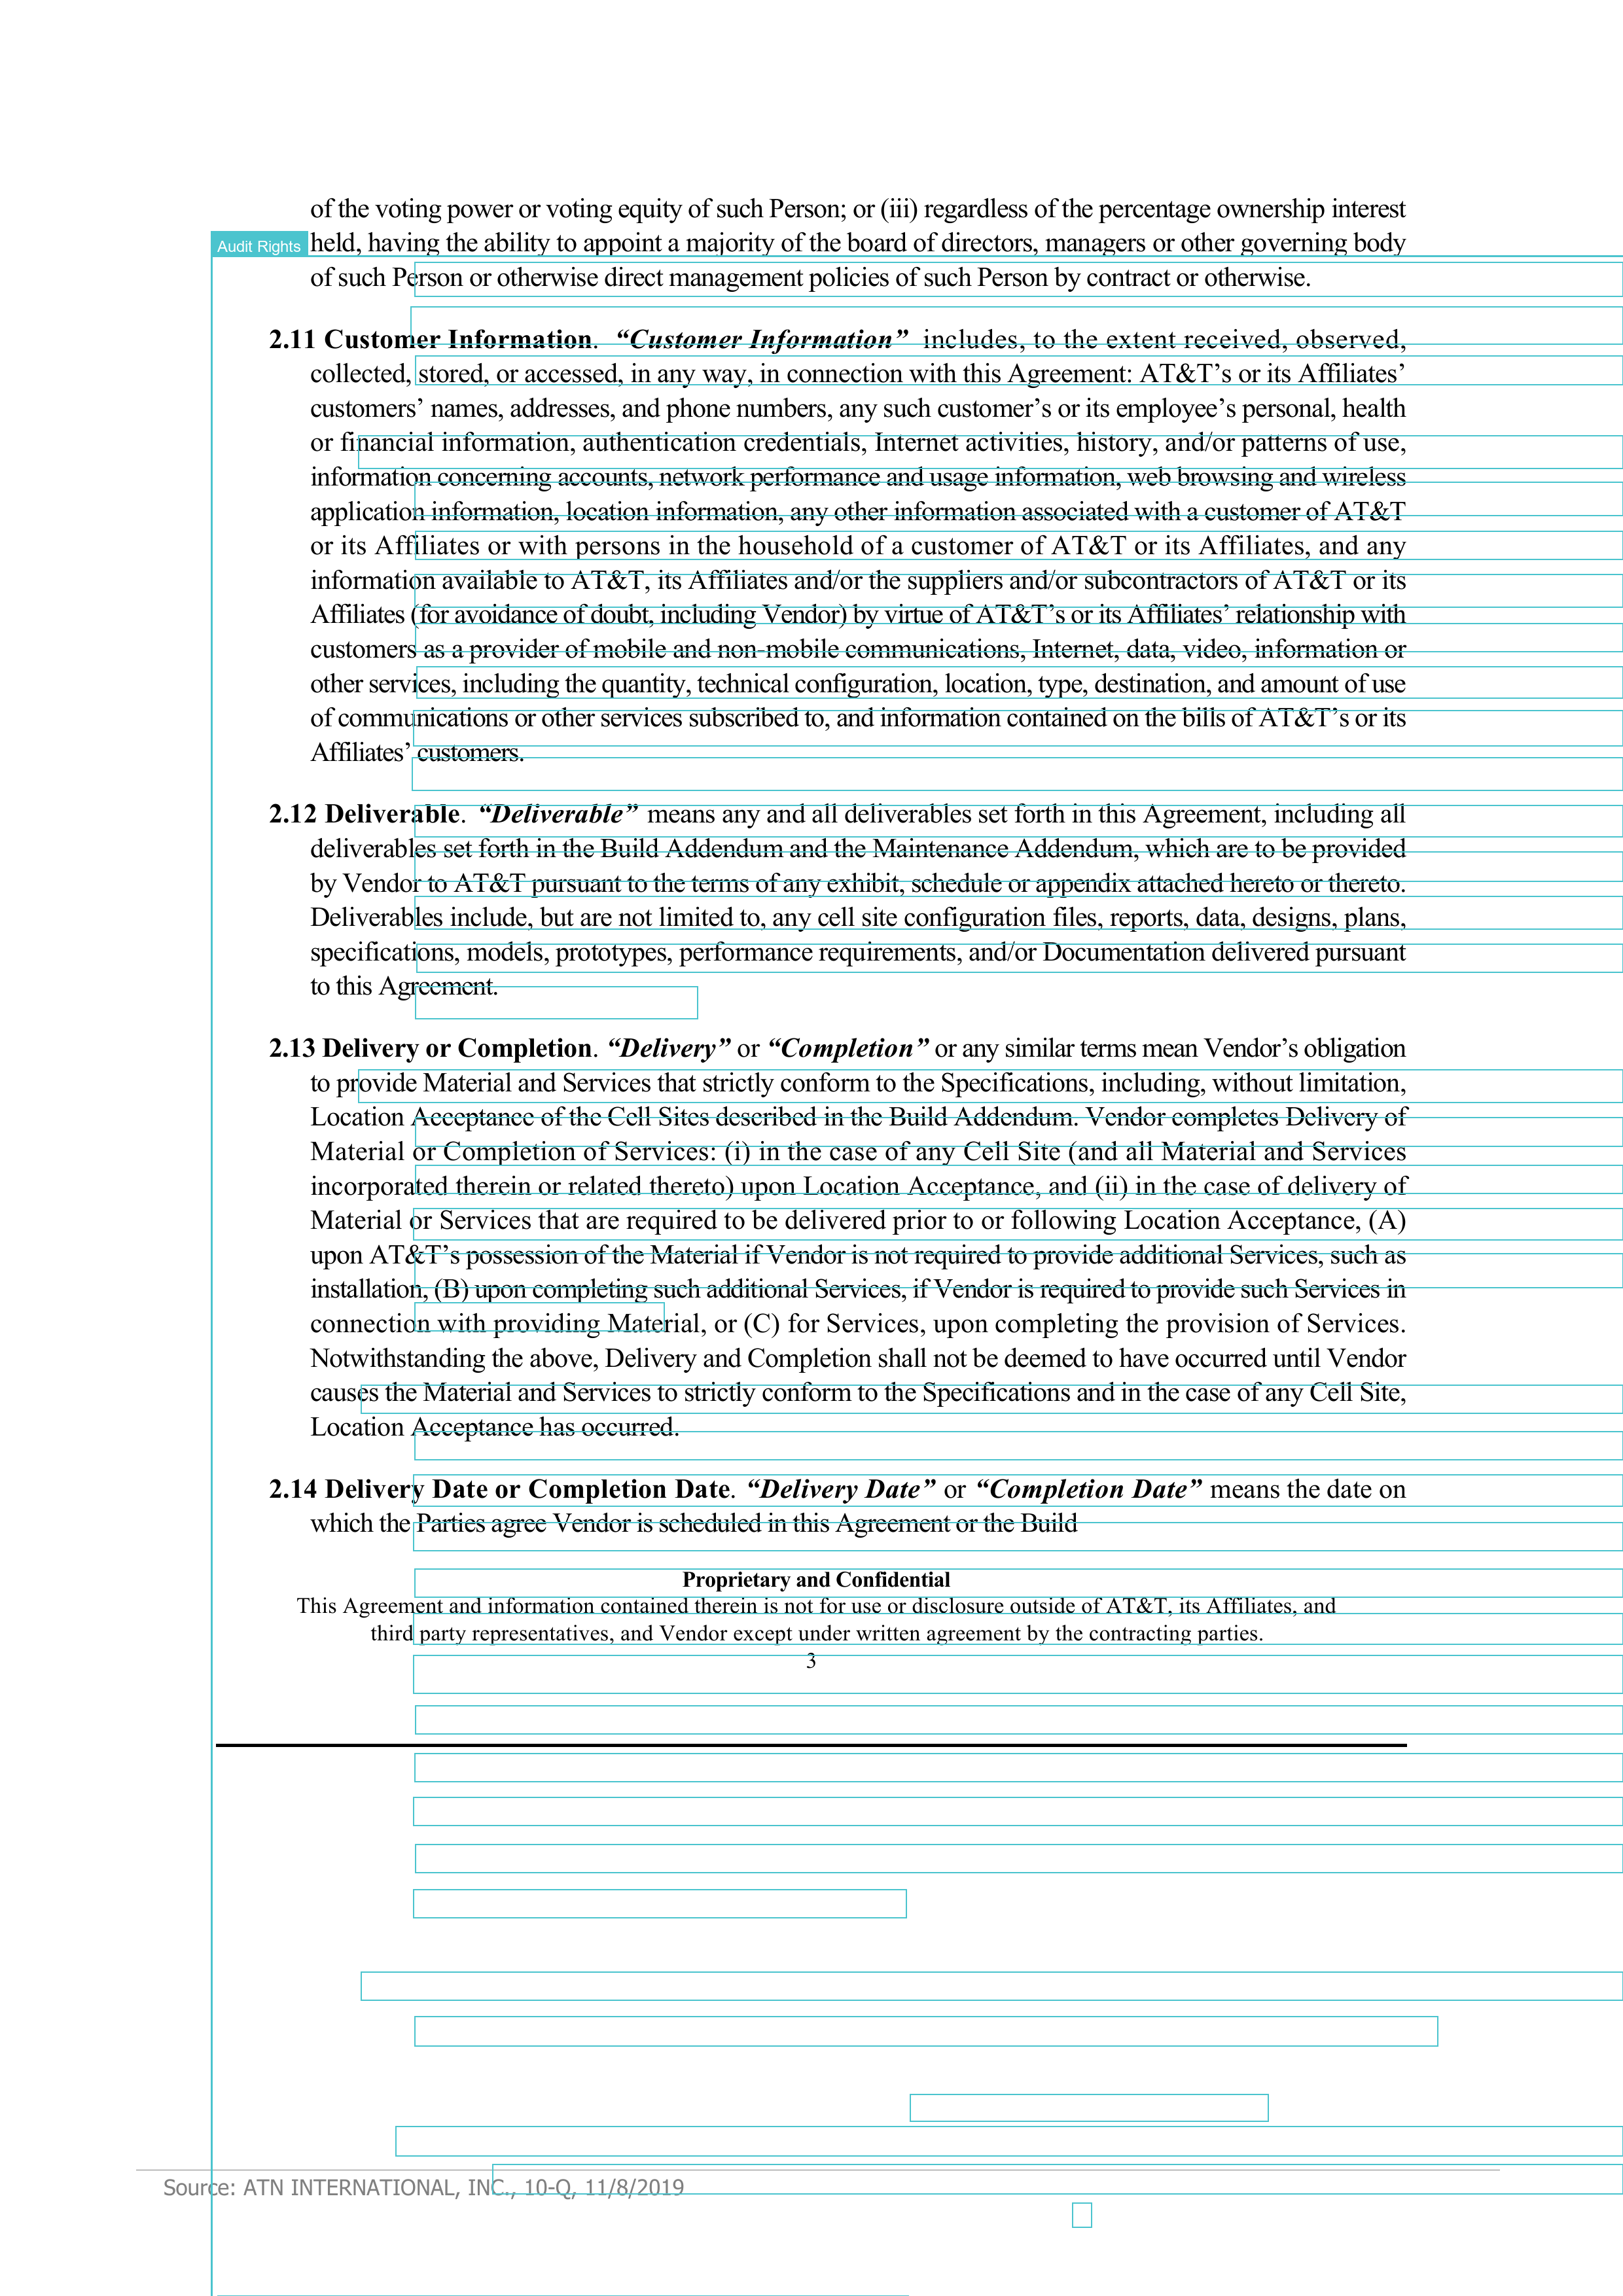 of the voting power or voting equity of such Person; or (iii) regardless of the percentage ownership interest
Audit Rights
held, having the ability to appoint a majority of the board of directors, managers or other governing body
of such Person or otherwise direct management policies of such Person by contract or otherwise.
2.11 Customer Information. “Customer Information” includes, to the extent received, observed,
collected, stored, or accessed, in any way, in connection with this Agreement: AT&T’s or its Affiliates’
customers’ names, addresses, and phone numbers, any such customer’s or its employee’s personal, health
or financial information, authentication credentials, Internet activities, history, and/or patterns of use,
information concerning accounts, network performance and usage information, web browsing and wireless
application information, location information, any other information associated with a customer of AT&T
or its Affiliates or with persons in the household of a customer of AT&T or its Affiliates, and any
information available to AT&T, its Affiliates and/or the suppliers and/or subcontractors of AT&T or its
Affiliates (for avoidance of doubt, including Vendor) by virtue of AT&T’s or its Affiliates’ relationship with
customers as a provider of mobile and non-mobile communications, Internet, data, video, information or
other services, including the quantity, technical configuration, location, type, destination, and amount of use
of communications or other services subscribed to, and information contained on the bills of AT&T’s or its
Affiliates’ customers.
2.12 Deliverable. “Deliverable” means any and all deliverables set forth in this Agreement, including all
deliverables set forth in the Build Addendum and the Maintenance Addendum, which are to be provided
by Vendor to AT&T pursuant to the terms of any exhibit, schedule or appendix attached hereto or thereto.
Deliverables include, but are not limited to, any cell site configuration files, reports, data, designs, plans,
specifications, models, prototypes, performance requirements, and/or Documentation delivered pursuant
to this Agreement.
2.13 Delivery or Completion. “Delivery” or “Completion” or any similar terms mean Vendor’s obligation
to provide Material and Services that strictly conform to the Specifications, including, without limitation,
Location Acceptance of the Cell Sites described in the Build Addendum. Vendor completes Delivery of
Material or Completion of Services: (i) in the case of any Cell Site (and all Material and Services
incorporated therein or related thereto) upon Location Acceptance, and (ii) in the case of delivery of
Material or Services that are required to be delivered prior to or following Location Acceptance, (A)
upon AT&T’s possession of the Material if Vendor is not required to provide additional Services, such as
installation, (B) upon completing such additional Services, if Vendor is required to provide such Services in
connection with providing Material, or (C) for Services, upon completing the provision of Services.
Notwithstanding the above, Delivery and Completion shall not be deemed to have occurred until Vendor
causes the Material and Services to strictly conform to the Specifications and in the case of any Cell Site,
Location Acceptance has occurred.
2.14 Delivery Date or Completion Date. “Delivery Date” or “Completion Date” means the date on
which the Parties agree Vendor is scheduled in this Agreement or the Build
Proprietary and Confidential
This Agreement and information contained therein is not for use or disclosure outside of AT&T, its Affiliates, and
third party representatives, and Vendor except under written agreement by the contracting parties.
3
Source: ATN INTERNATIONAL, INC., 10-Q, 11/8/2019